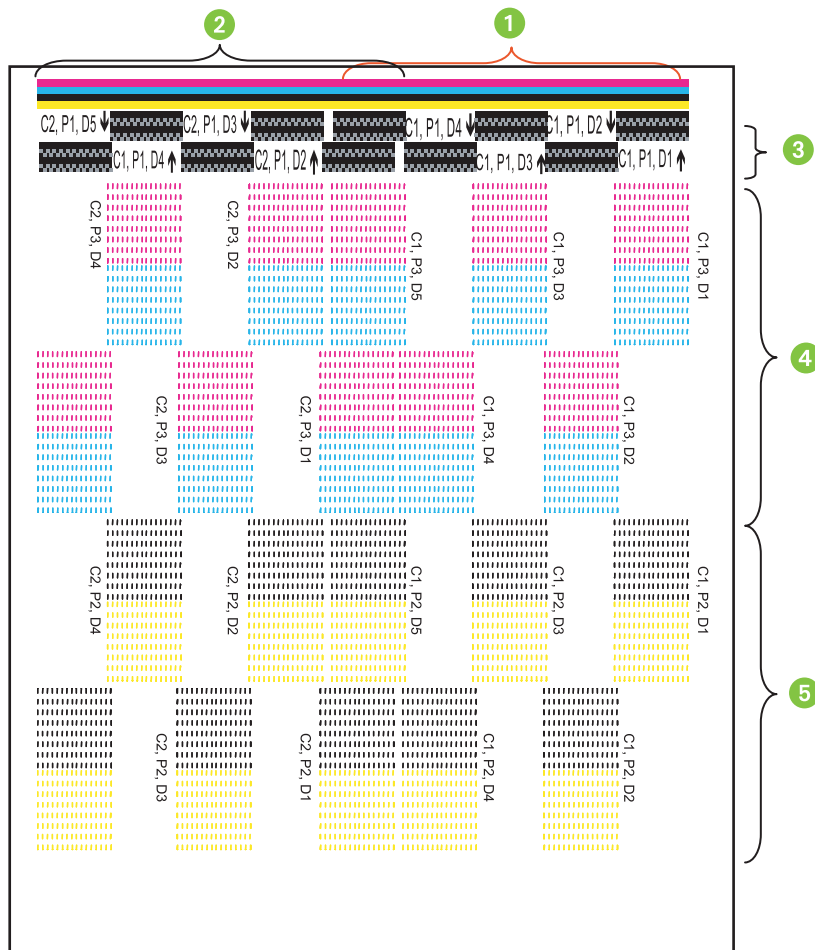 2
1
C2, P1, D5
C2, P1, D3
C1, P1, D4
C1, P1, D2
3
C1, P1, D4
C2, P1, D2
C1, P1, D3
C1, P1, D1
C2, P3, D4
C2, P3, D2
C1, P3, D5
C1, P3, D3
C1, P3, D1
4
C2, P3, D3
C2, P3, D1
C1, P3, D4
C1, P3, D2
C2, P2, D4
C2, P2, D2
C1, P2, D5
C1, P2, D3
C1, P2, D1
5
C2, P2, D3
C2, P2, D1
C1, P2, D4
C1, P2, D2